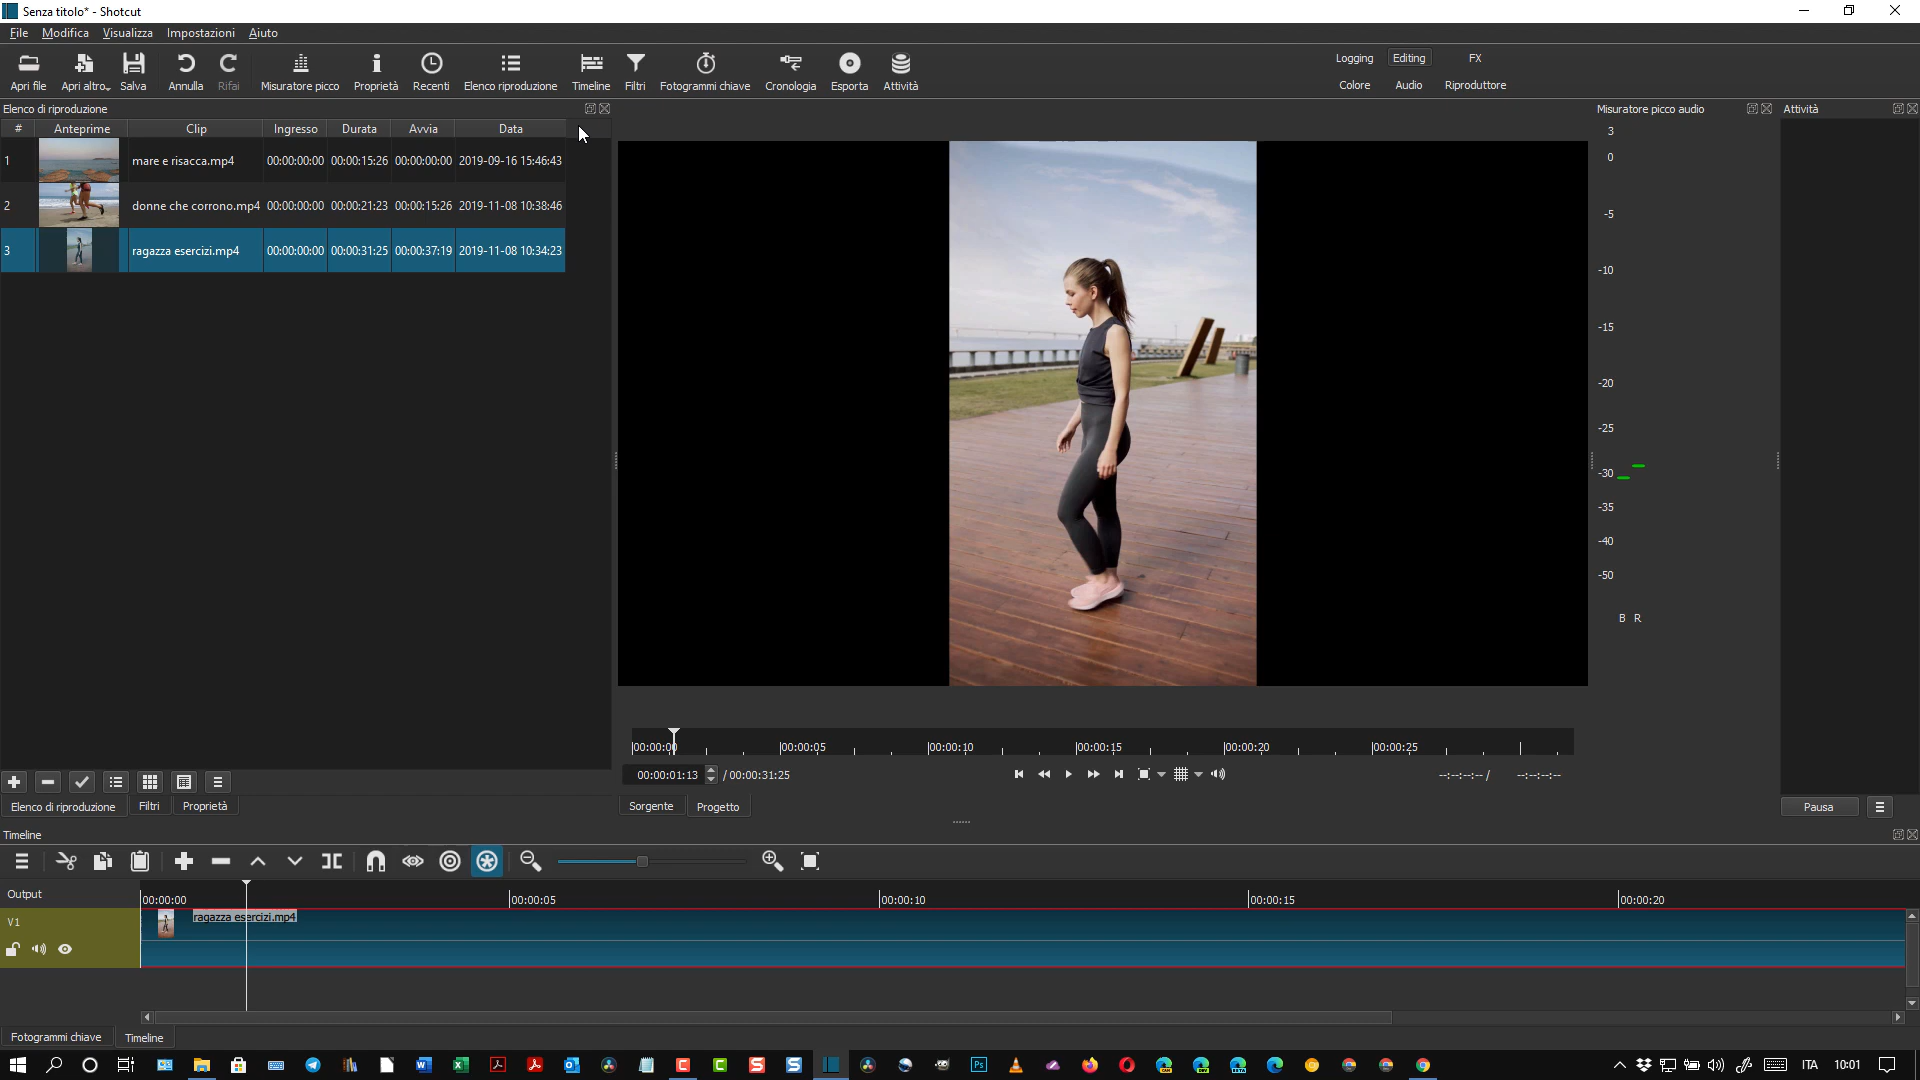 Senza titolo* - Shotcut
File Modifica Visualizza Impostazioni Aiuto
Apri file Apri altro... Salva Annulla Rifai Misuratore picco Proprietà Recenti Elenco riproduzione Timeline Filtri Fotogrammi chiave Cronologia Esporta Attività
Logging Editing FX
Colore Audio Riproduttore
Elenco di riproduzione
# Anteprime Clip Ingresso Durata Avvia Data
1 mare e risacca.mp4 00:00:00:00 00:00:15:26 00:00:00:00 2019-09-16 15:46:43
2 donne che corrono.mp4 00:00:00:00 00:00:21:23 00:00:15:26 2019-11-08 10:38:46
3 ragazza esercizi.mp4 00:00:00:00 00:00:31:25 00:00:37:19 2019-11-08 10:34:23
Misuratore picco audio
3
0
-5
-10
-15
-20
-25
-30
-35
-40
-50
B R
Attività
00:00:00 00:00:05 00:00:10 00:00:15 00:00:20 00:00:25
00:00:01:13 / 00:00:31:25 --:--:--:-- / --:--:--:--
Elenco di riproduzione Filtri Proprietà
Sorgente Progetto
Pausa
Timeline
Output
00:00:00 00:00:05 00:00:10 00:00:15 00:00:20
V1
ragazza esercizi.mp4
Fotogrammi chiave Timeline
ITA 10:01